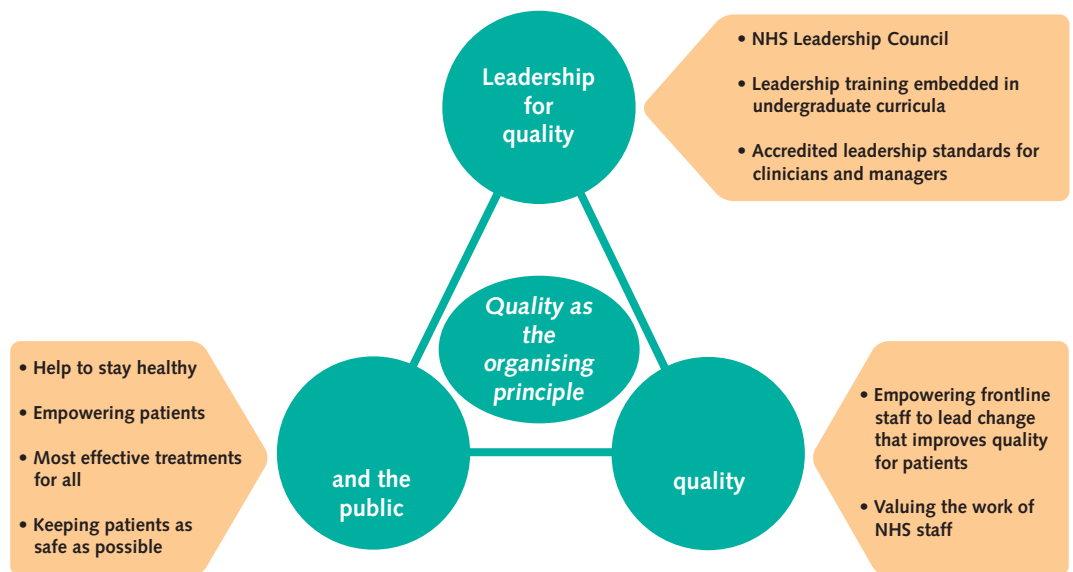 Leadership
for
quality
• NHS Leadership Council
• Leadership training embedded in
undergraduate curricula
• Accredited leadership standards for
clinicians and managers
Quality as
the
organising
principle
• Help to stay healthy
• Empowering patients
• Most effective treatments
for all
• Keeping patients as
safe as possible
and the
public
quality
• Empowering frontline
staff to lead change
that improves quality
for patients
• Valuing the work of
NHS staff